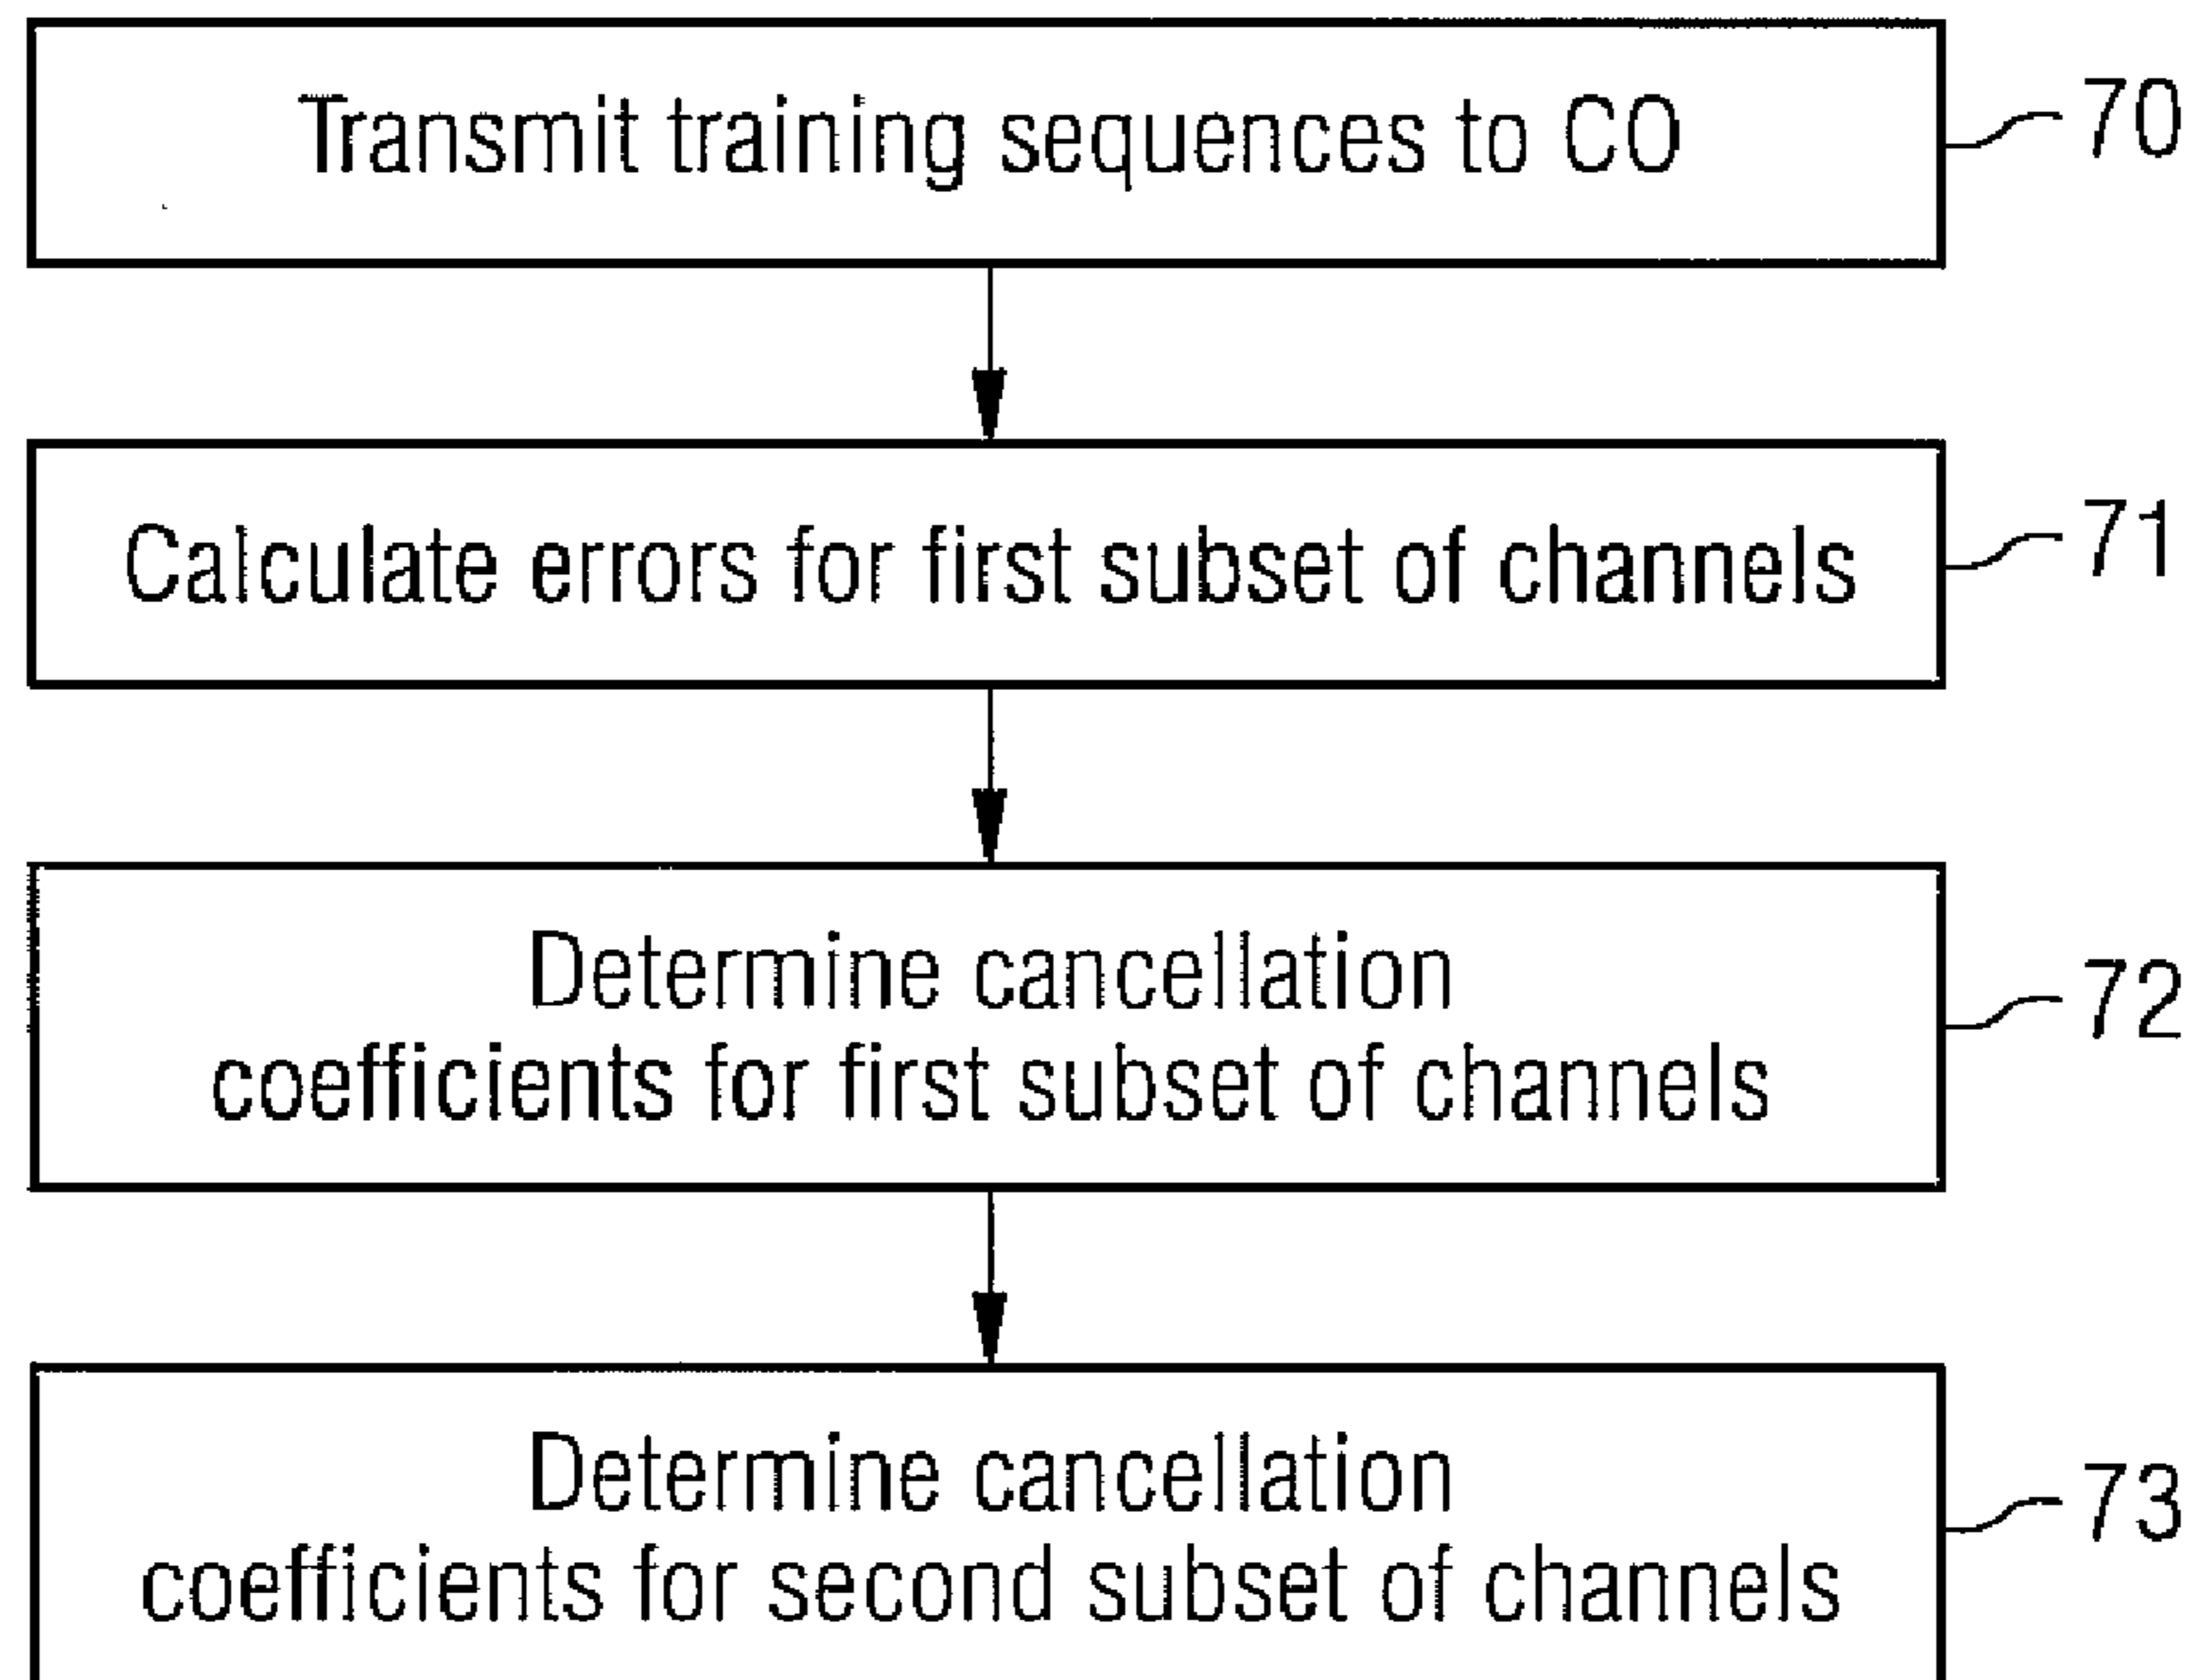 Transmit training sequences to CO
70
Calculate errors for first subset of channels
71
Determine cancellation
coefficients for first subset of channels
72
Determine cancellation
coefficients for second subset of channels
73